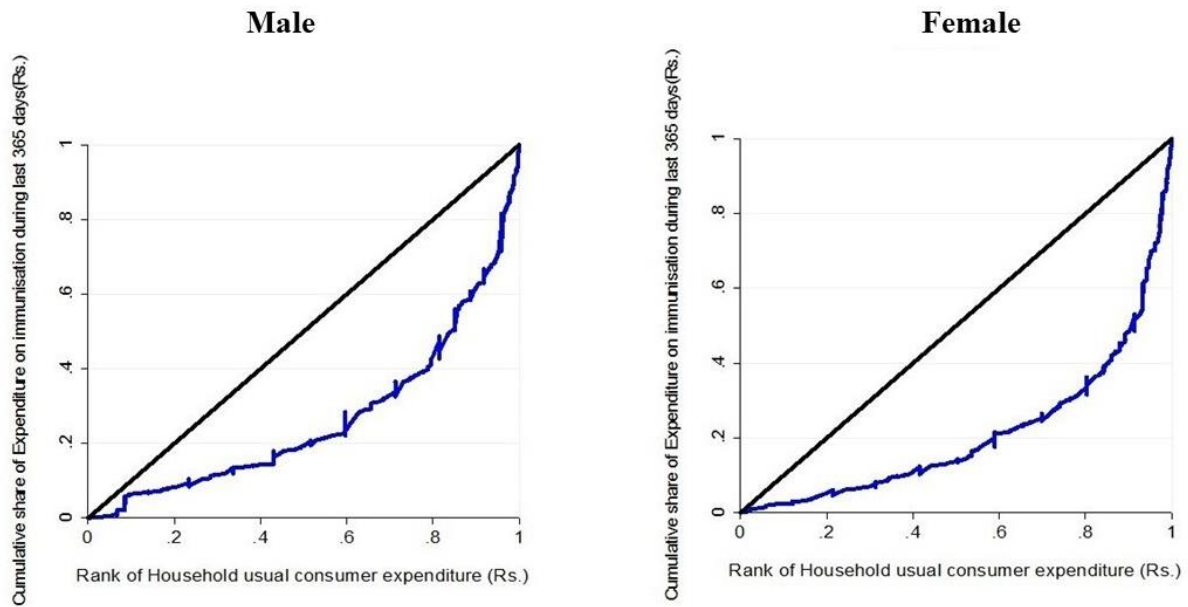 Male
Cumulative share of Expenditure on immunisation during last 365 days(Rs.)
1
.8
.6
.4
.2
0
0 .2 .4 .6 .8 1
Rank of Household usual consumer expenditure (Rs.)
Female
Cumulative share of Expenditure on immunisation during last 365 days(Rs.)
1
.8
.6
.4
.2
0
0 .2 .4 .6 .8 1
Rank of Household usual consumer expenditure (Rs.)